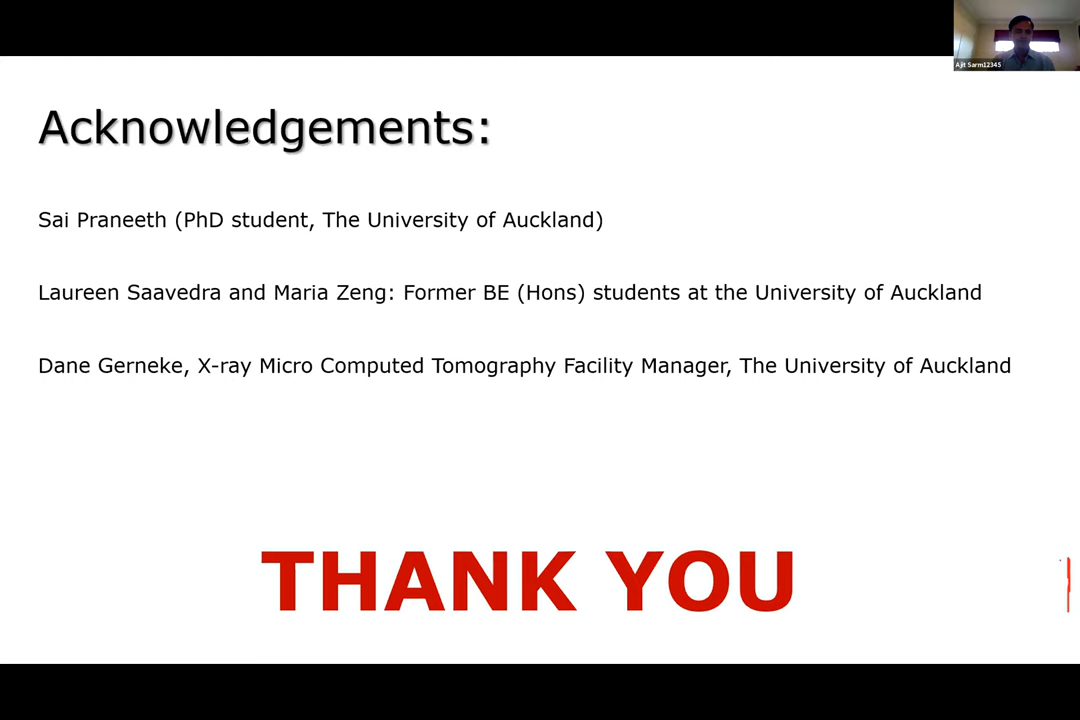 Ajit Sarm12345
Acknowledgements:
Sai Praneeth (PhD student, The University of Auckland)
Laureen Saavedra and Maria Zeng: Former BE (Hons) students at the University of Auckland
Dane Gerneke, X-ray Micro Computed Tomography Facility Manager, The University of Auckland
THANK YOU